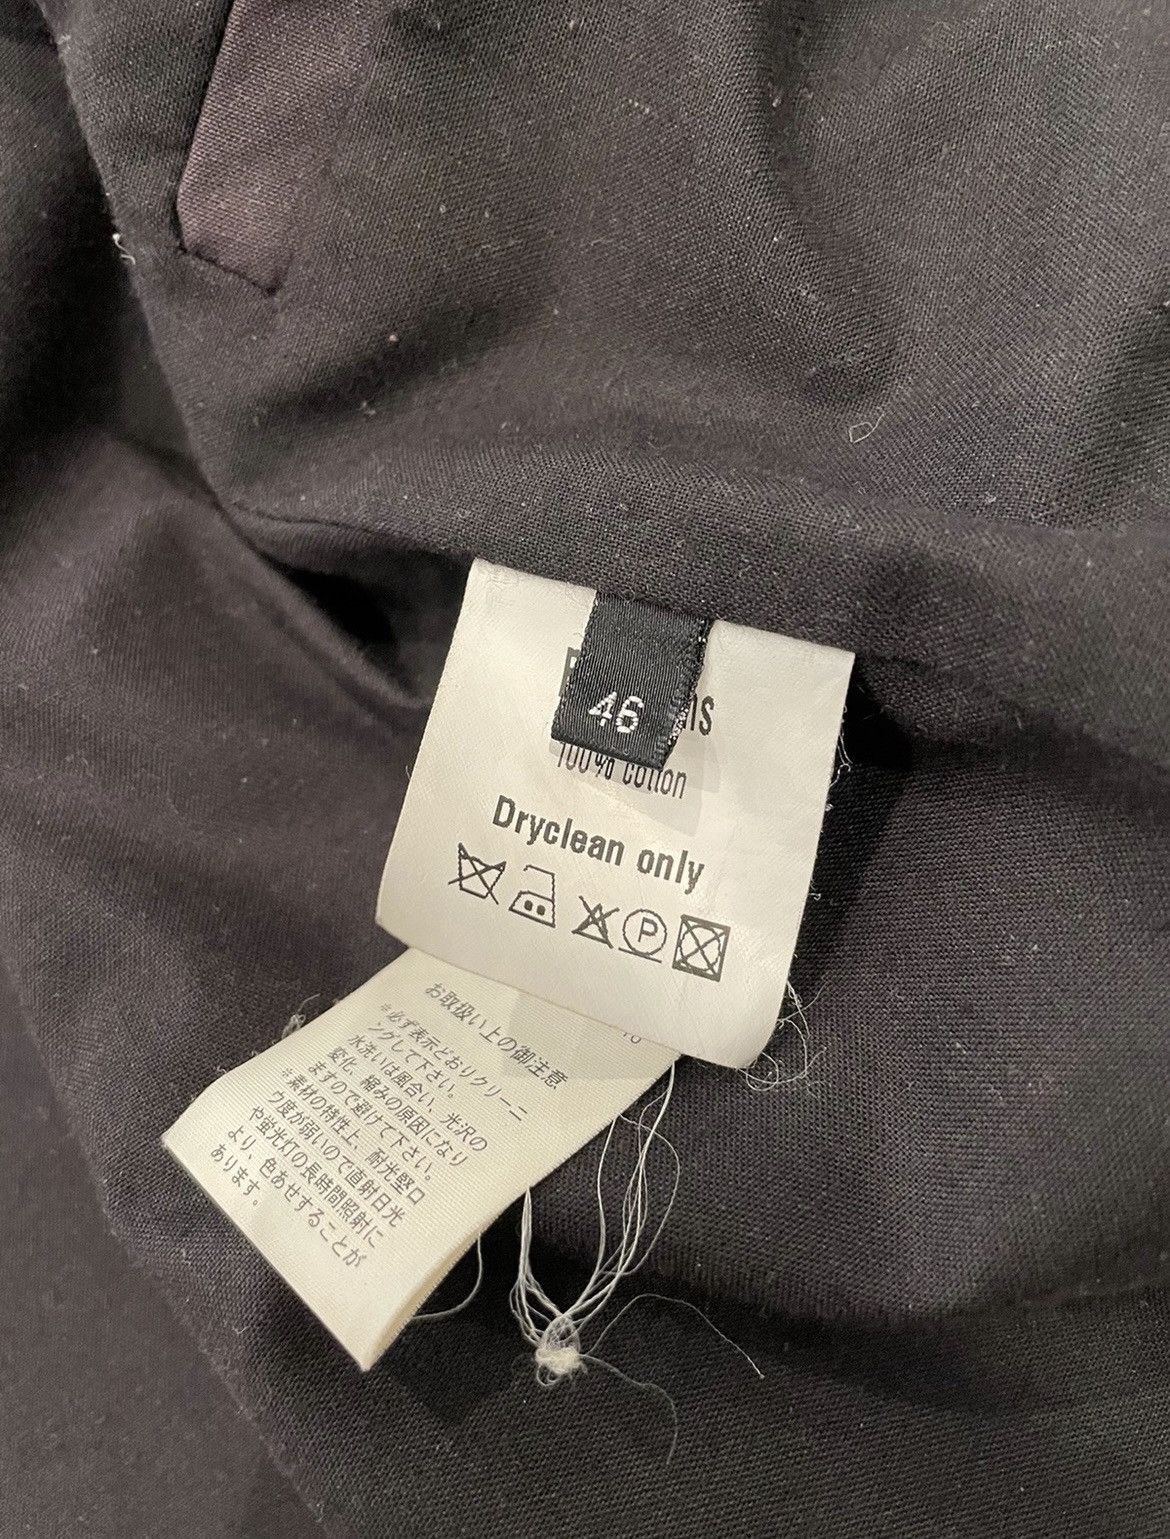 46
100% cotton
Dryclean only
P
お取扱い上の御注意
*必ず表示どおりクリーニ
ングして下さい。
水洗いは風合い、光沢の
変化、縮みの原因になり
ますので避けて下さい。
*素材の特性上、耐光堅ロ
ウ度が弱いので直射日光
や蛍光灯の長時間照射に
より、色あせすることが
あります。